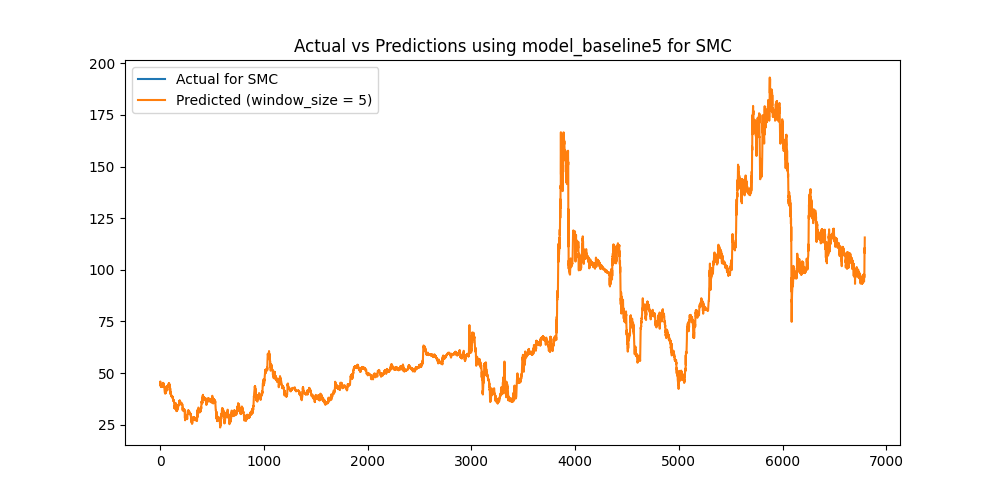 Actual vs Predictions using model_baseline5 for SMC
Actual for SMC
Predicted (window_size = 5)
200
175
150
125
100
75
50
25
0 1000 2000 3000 4000 5000 6000 7000